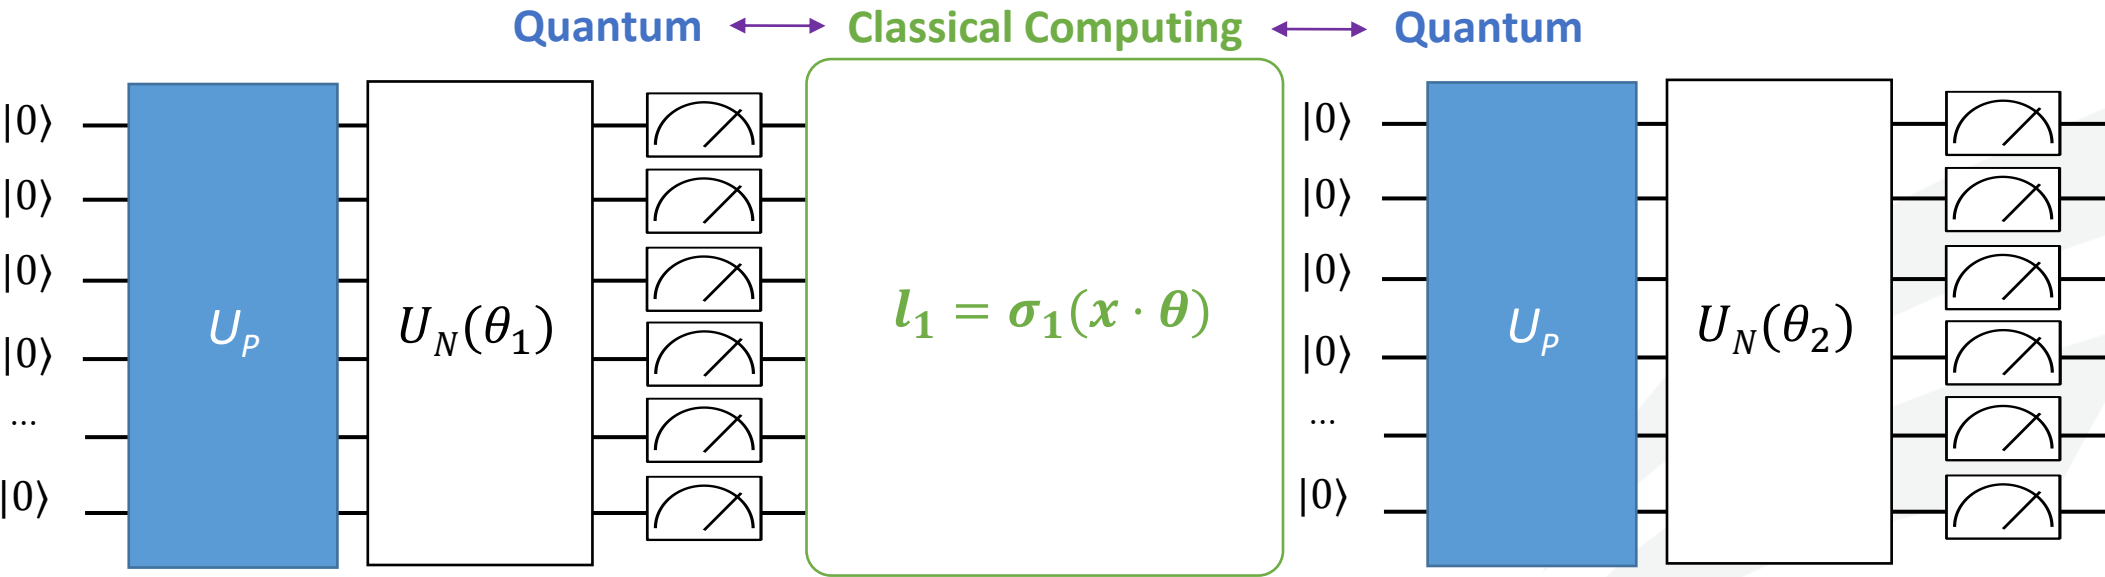 Quantum ↔ Classical Computing ↔ Quantum
|0⟩
|0⟩
|0⟩
|0⟩
...
|0⟩
U_P
U_N(θ_1)
l_1 = σ_1(x · θ)
|0⟩
|0⟩
|0⟩
|0⟩
...
|0⟩
U_P
U_N(θ_2)